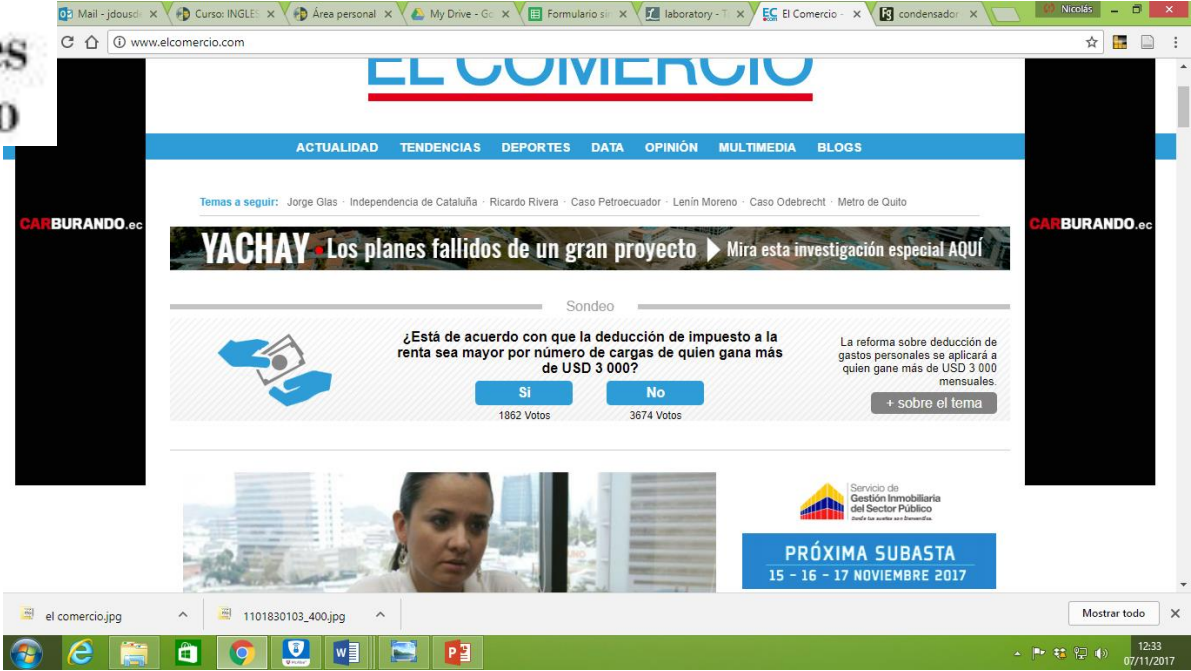 Mail - jdousd
Curso: INGLES
Área personal
My Drive - Go
Formulario sin
laboratory - T
El Comercio -
condensador
Nicolás
www.elcomercio.com
EL COMERCIO
ACTUALIDAD TENDENCIAS DEPORTES DATA OPINIÓN MULTIMEDIA BLOGS
Temas a seguir: Jorge Glas · Independencia de Cataluña · Ricardo Rivera · Caso Petroecuador · Lenín Moreno · Caso Odebrecht · Metro de Quito
CARBURANDO.ec
CARBURANDO.ec
YACHAY • Los planes fallidos de un gran proyecto Mira esta investigación especial AQUÍ
Sondeo
¿Está de acuerdo con que la deducción de impuesto a la
renta sea mayor por número de cargas de quien gana más
de USD 3 000?
Si No
1862 Votos 3674 Votos
La reforma sobre deducción de
gastos personales se aplicará a
quien gane más de USD 3 000
mensuales.
+ sobre el tema
Servicio de
Gestión Inmobiliaria
del Sector Público
PRÓXIMA SUBASTA
15 - 16 - 17 NOVIEMBRE 2017
el comercio.jpg
1101830103_400.jpg
Mostrar todo
12:33
07/11/2017